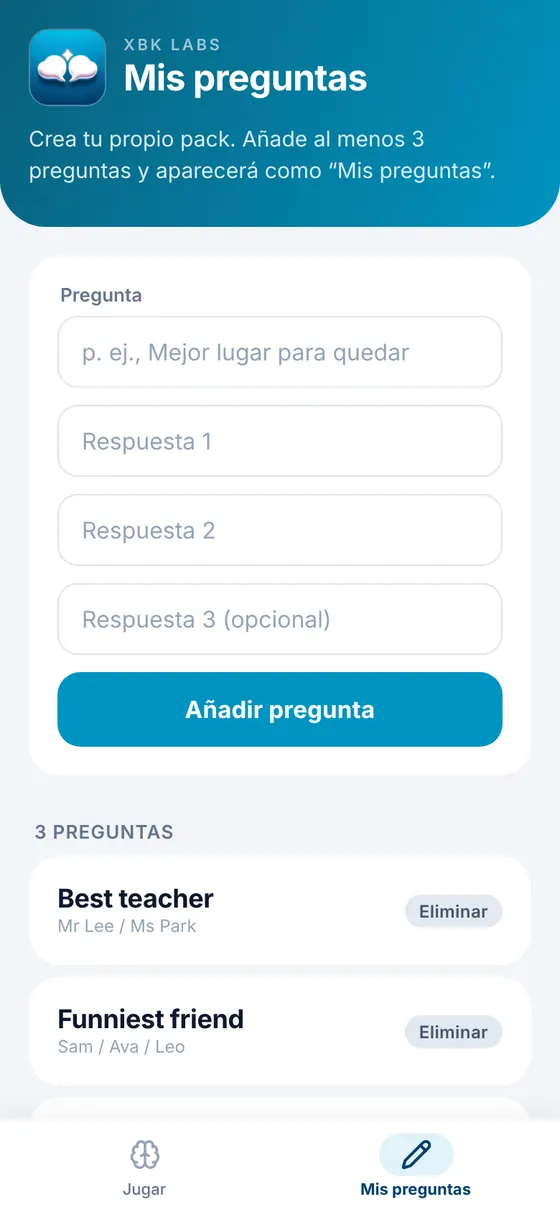 XBK LABS
Mis preguntas
Crea tu propio pack. Añade al menos 3
preguntas y aparecerá como “Mis preguntas”.
Pregunta
p. ej., Mejor lugar para quedar
Respuesta 1
Respuesta 2
Respuesta 3 (opcional)
Añadir pregunta
3 PREGUNTAS
Best teacher
Mr Lee / Ms Park
Eliminar
Funniest friend
Sam / Ava / Leo
Eliminar
Jugar
Mis preguntas